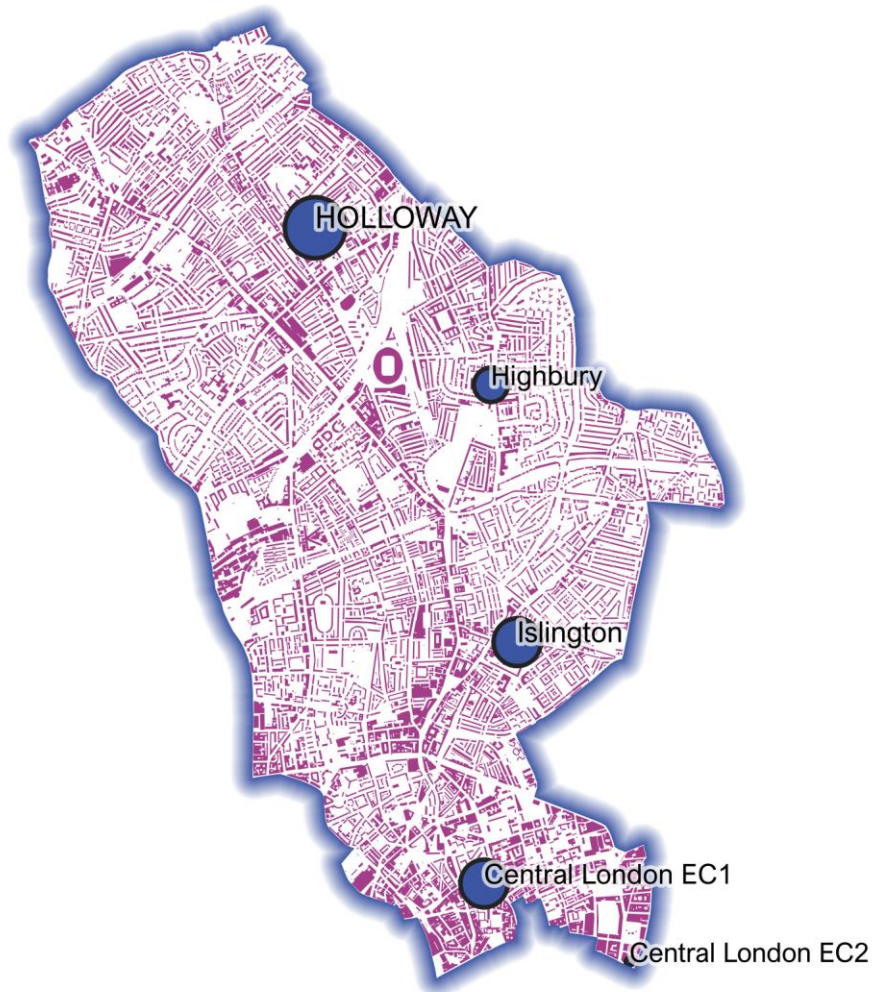 HOLLOWAY
Highbury
Islington
Central London EC1
Central London EC2